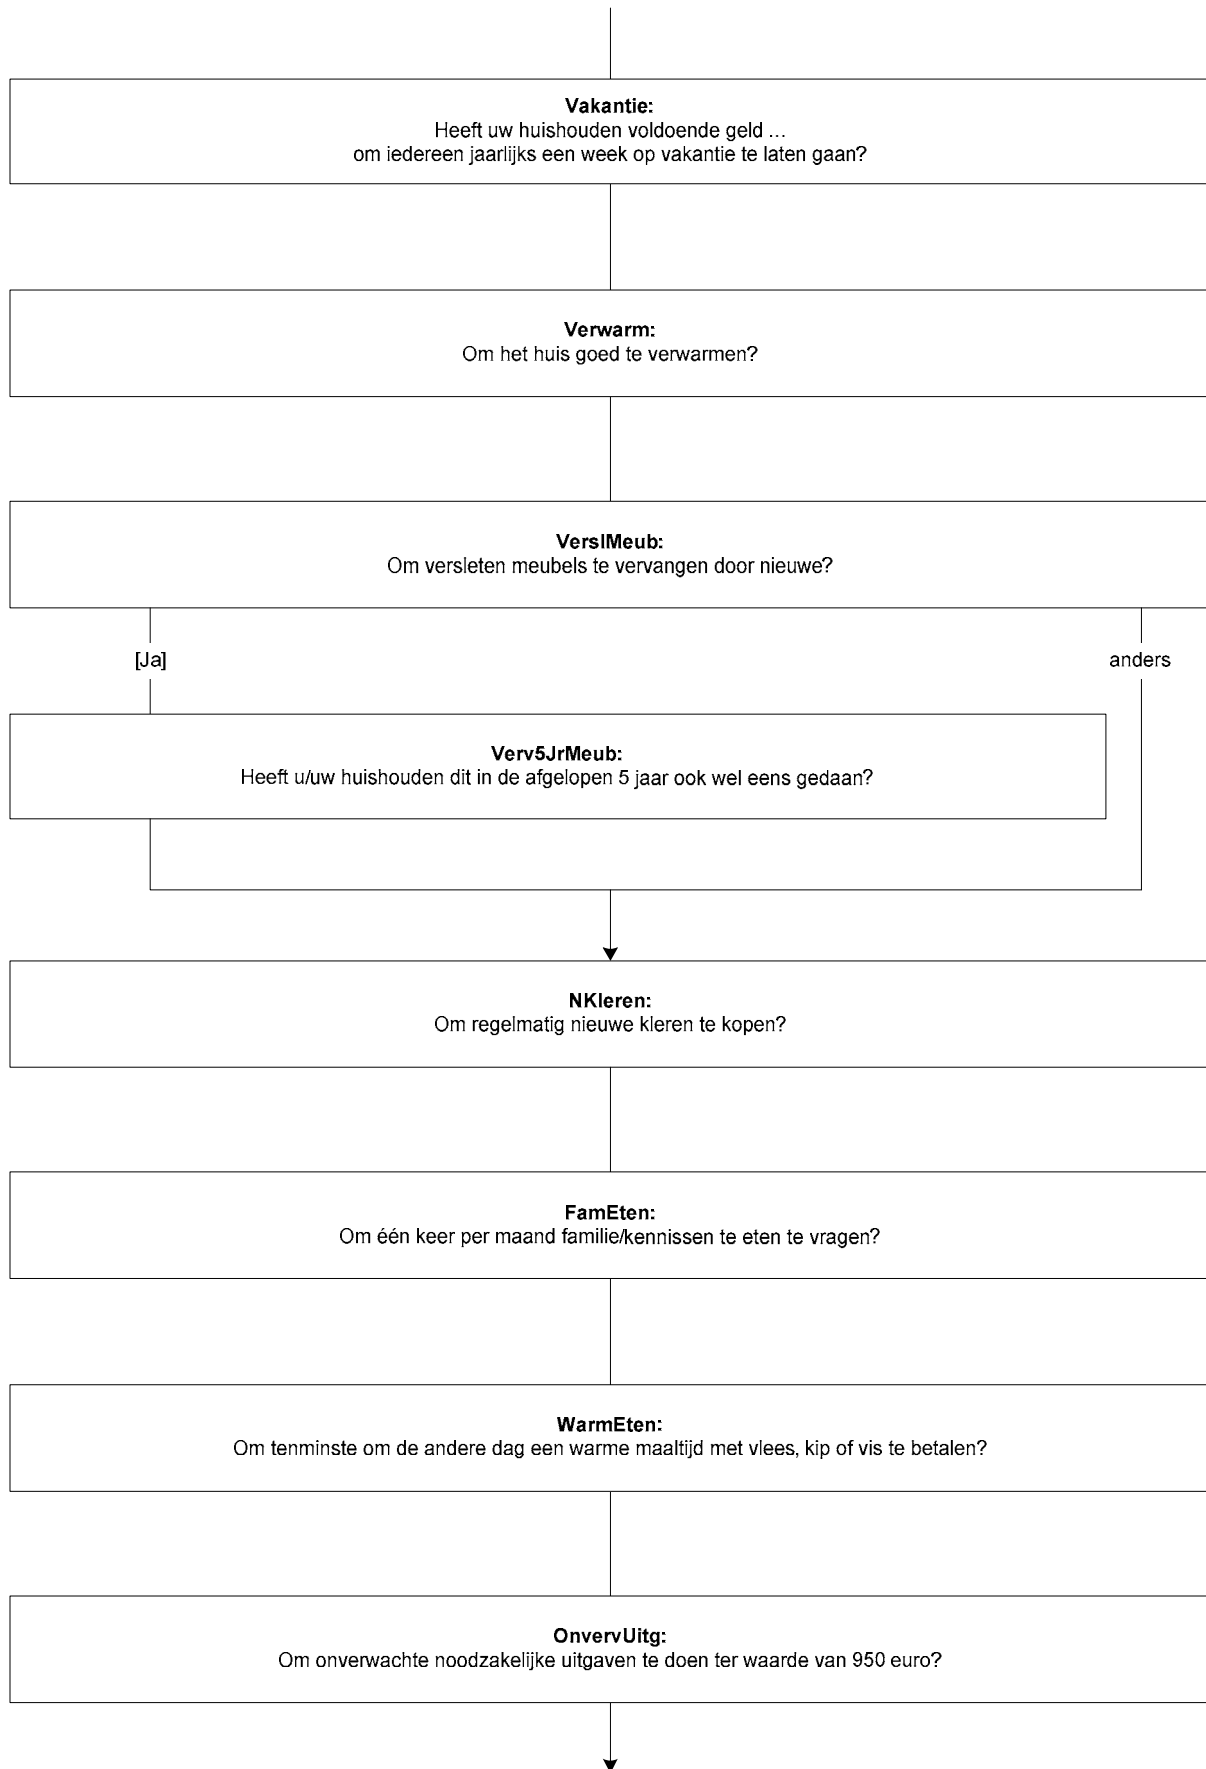 Vakantie:
Heeft uw huishouden voldoende geld ...
om iedereen jaarlijks een week op vakantie te laten gaan?
Verwarm:
Om het huis goed te verwarmen?
VerslMeub:
Om versleten meubels te vervangen door nieuwe?
[Ja]
anders
Verv5JrMeub:
Heeft u/uw huishouden dit in de afgelopen 5 jaar ook wel eens gedaan?
NKleren:
Om regelmatig nieuwe kleren te kopen?
FamEten:
Om één keer per maand familie/kennissen te eten te vragen?
WarmEten:
Om tenminste om de andere dag een warme maaltijd met vlees, kip of vis te betalen?
OnvervUitg:
Om onverwachte noodzakelijke uitgaven te doen ter waarde van 950 euro?